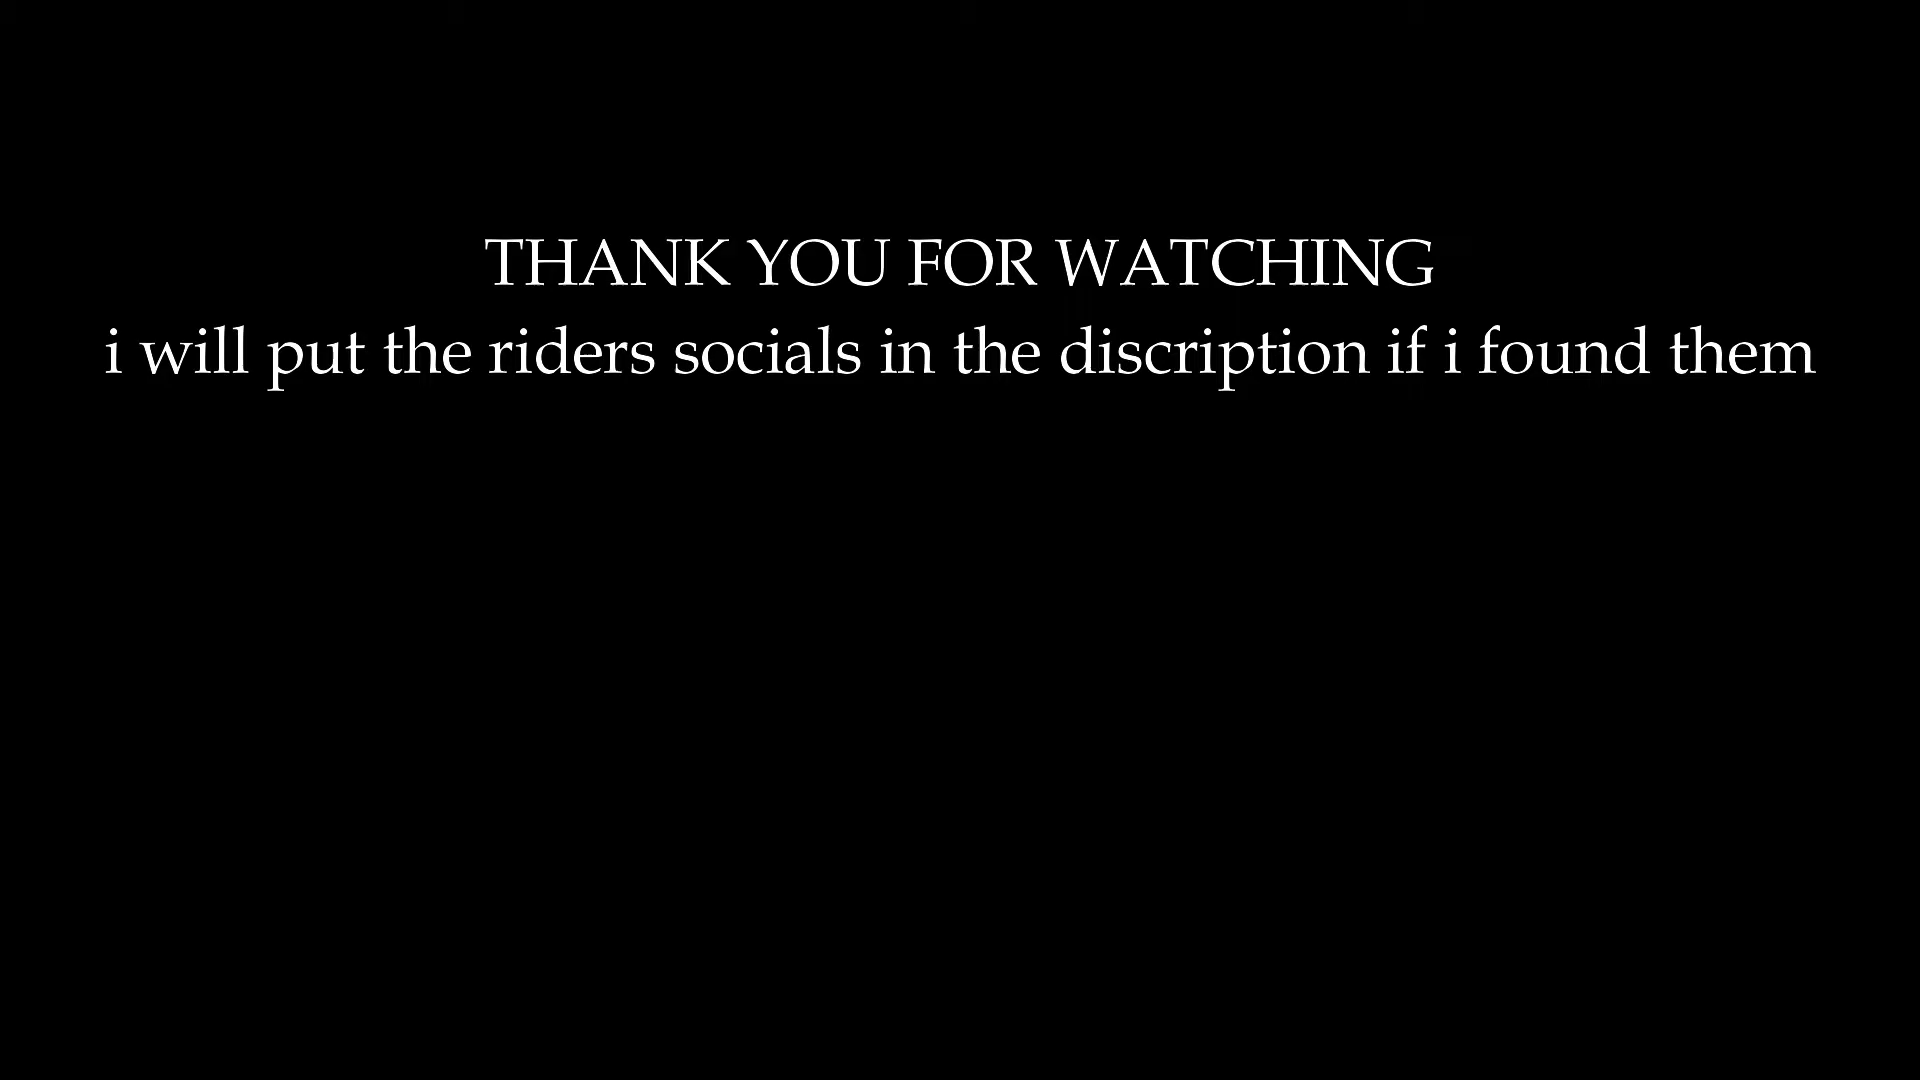 THANK YOU FOR WATCHING
i will put the riders socials in the discription if i found them